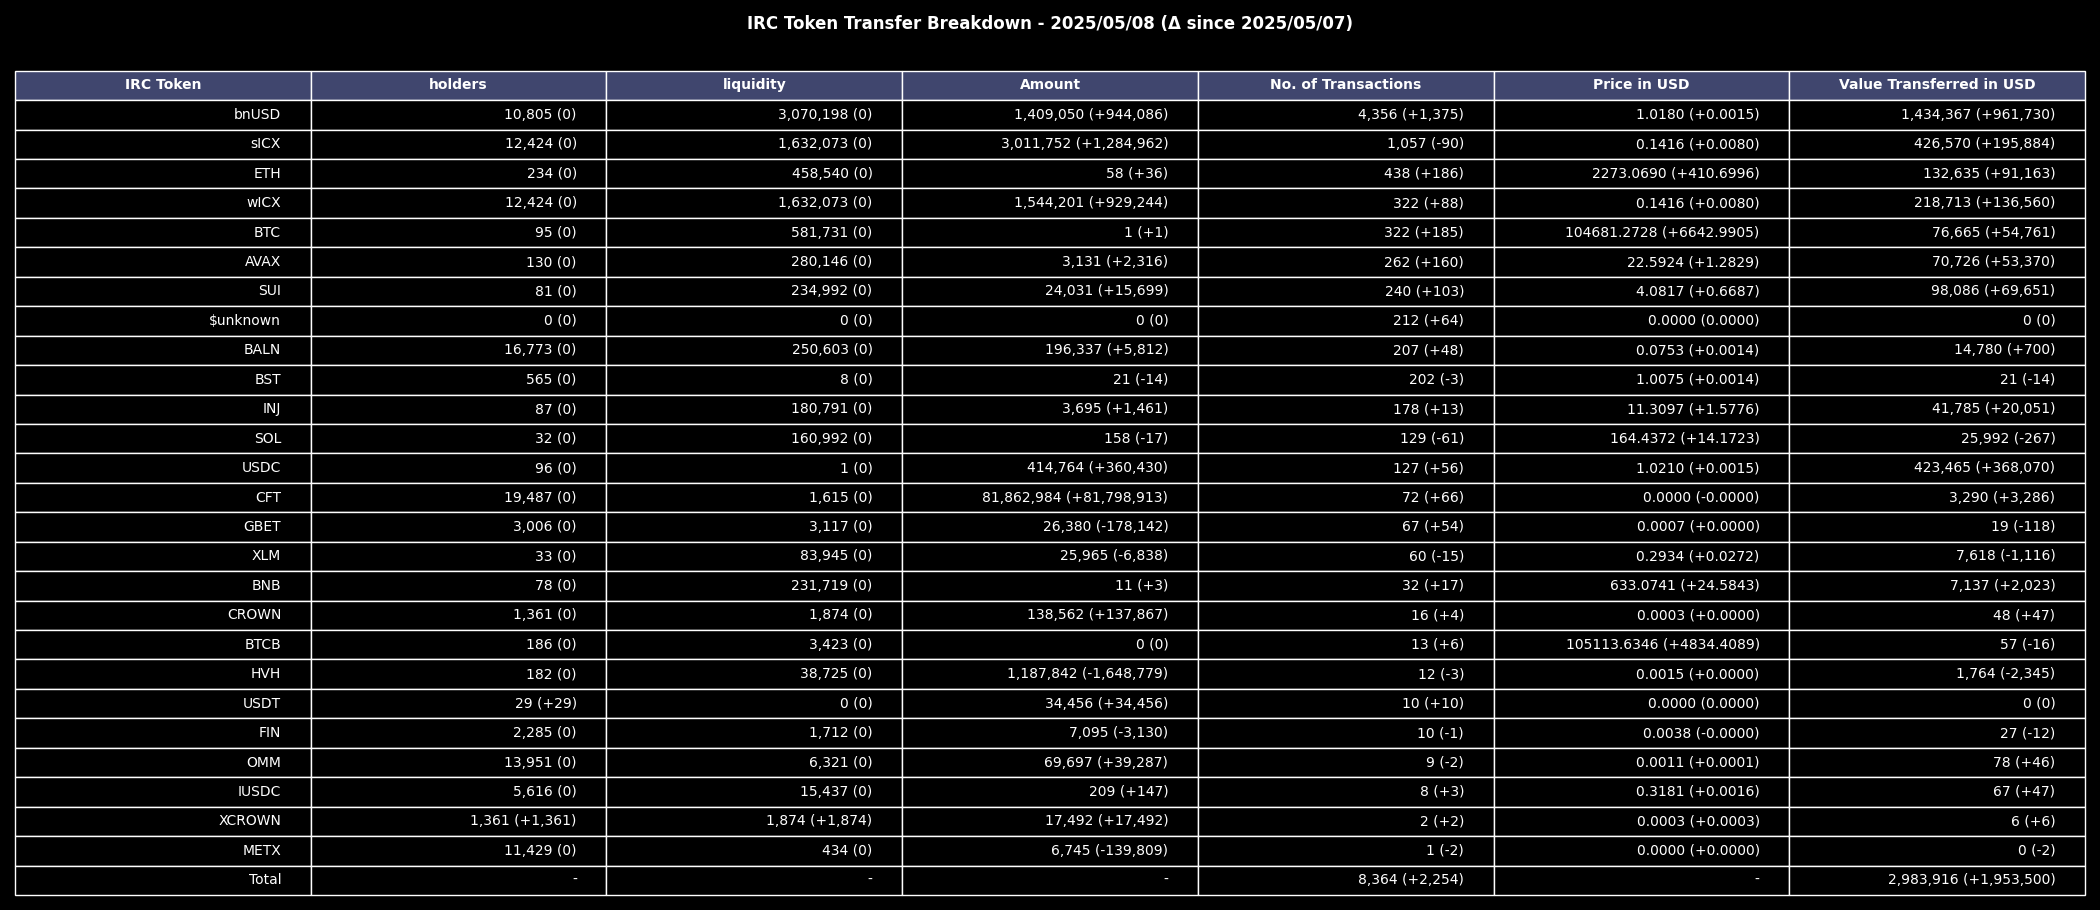 IRC Token Transfer Breakdown - 2025/05/08 (Δ since 2025/05/07)
IRC Token holders liquidity Amount No. of Transactions Price in USD Value Transferred in USD
bnUSD 10,805 (0) 3,070,198 (0) 1,409,050 (+944,086) 4,356 (+1,375) 1.0180 (+0.0015) 1,434,367 (+961,730)
sICX 12,424 (0) 1,632,073 (0) 3,011,752 (+1,284,962) 1,057 (-90) 0.1416 (+0.0080) 426,570 (+195,884)
ETH 234 (0) 458,540 (0) 58 (+36) 438 (+186) 2273.0690 (+410.6996) 132,635 (+91,163)
wICX 12,424 (0) 1,632,073 (0) 1,544,201 (+929,244) 322 (+88) 0.1416 (+0.0080) 218,713 (+136,560)
BTC 95 (0) 581,731 (0) 1 (+1) 322 (+185) 104681.2728 (+6642.9905) 76,665 (+54,761)
AVAX 130 (0) 280,146 (0) 3,131 (+2,316) 262 (+160) 22.5924 (+1.2829) 70,726 (+53,370)
SUI 81 (0) 234,992 (0) 24,031 (+15,699) 240 (+103) 4.0817 (+0.6687) 98,086 (+69,651)
$unknown 0 (0) 0 (0) 0 (0) 212 (+64) 0.0000 (0.0000) 0 (0)
BALN 16,773 (0) 250,603 (0) 196,337 (+5,812) 207 (+48) 0.0753 (+0.0014) 14,780 (+700)
BST 565 (0) 8 (0) 21 (-14) 202 (-3) 1.0075 (+0.0014) 21 (-14)
INJ 87 (0) 180,791 (0) 3,695 (+1,461) 178 (+13) 11.3097 (+1.5776) 41,785 (+20,051)
SOL 32 (0) 160,992 (0) 158 (-17) 129 (-61) 164.4372 (+14.1723) 25,992 (-267)
USDC 96 (0) 1 (0) 414,764 (+360,430) 127 (+56) 1.0210 (+0.0015) 423,465 (+368,070)
CFT 19,487 (0) 1,615 (0) 81,862,984 (+81,798,913) 72 (+66) 0.0000 (-0.0000) 3,290 (+3,286)
GBET 3,006 (0) 3,117 (0) 26,380 (-178,142) 67 (+54) 0.0007 (+0.0000) 19 (-118)
XLM 33 (0) 83,945 (0) 25,965 (-6,838) 60 (-15) 0.2934 (+0.0272) 7,618 (-1,116)
BNB 78 (0) 231,719 (0) 11 (+3) 32 (+17) 633.0741 (+24.5843) 7,137 (+2,023)
CROWN 1,361 (0) 1,874 (0) 138,562 (+137,867) 16 (+4) 0.0003 (+0.0000) 48 (+47)
BTCB 186 (0) 3,423 (0) 0 (0) 13 (+6) 105113.6346 (+4834.4089) 57 (-16)
HVH 182 (0) 38,725 (0) 1,187,842 (-1,648,779) 12 (-3) 0.0015 (+0.0000) 1,764 (-2,345)
USDT 29 (+29) 0 (0) 34,456 (+34,456) 10 (+10) 0.0000 (0.0000) 0 (0)
FIN 2,285 (0) 1,712 (0) 7,095 (-3,130) 10 (-1) 0.0038 (-0.0000) 27 (-12)
OMM 13,951 (0) 6,321 (0) 69,697 (+39,287) 9 (-2) 0.0011 (+0.0001) 78 (+46)
IUSDC 5,616 (0) 15,437 (0) 209 (+147) 8 (+3) 0.3181 (+0.0016) 67 (+47)
XCROWN 1,361 (+1,361) 1,874 (+1,874) 17,492 (+17,492) 2 (+2) 0.0003 (+0.0003) 6 (+6)
METX 11,429 (0) 434 (0) 6,745 (-139,809) 1 (-2) 0.0000 (+0.0000) 0 (-2)
Total - - - 8,364 (+2,254) - 2,983,916 (+1,953,500)